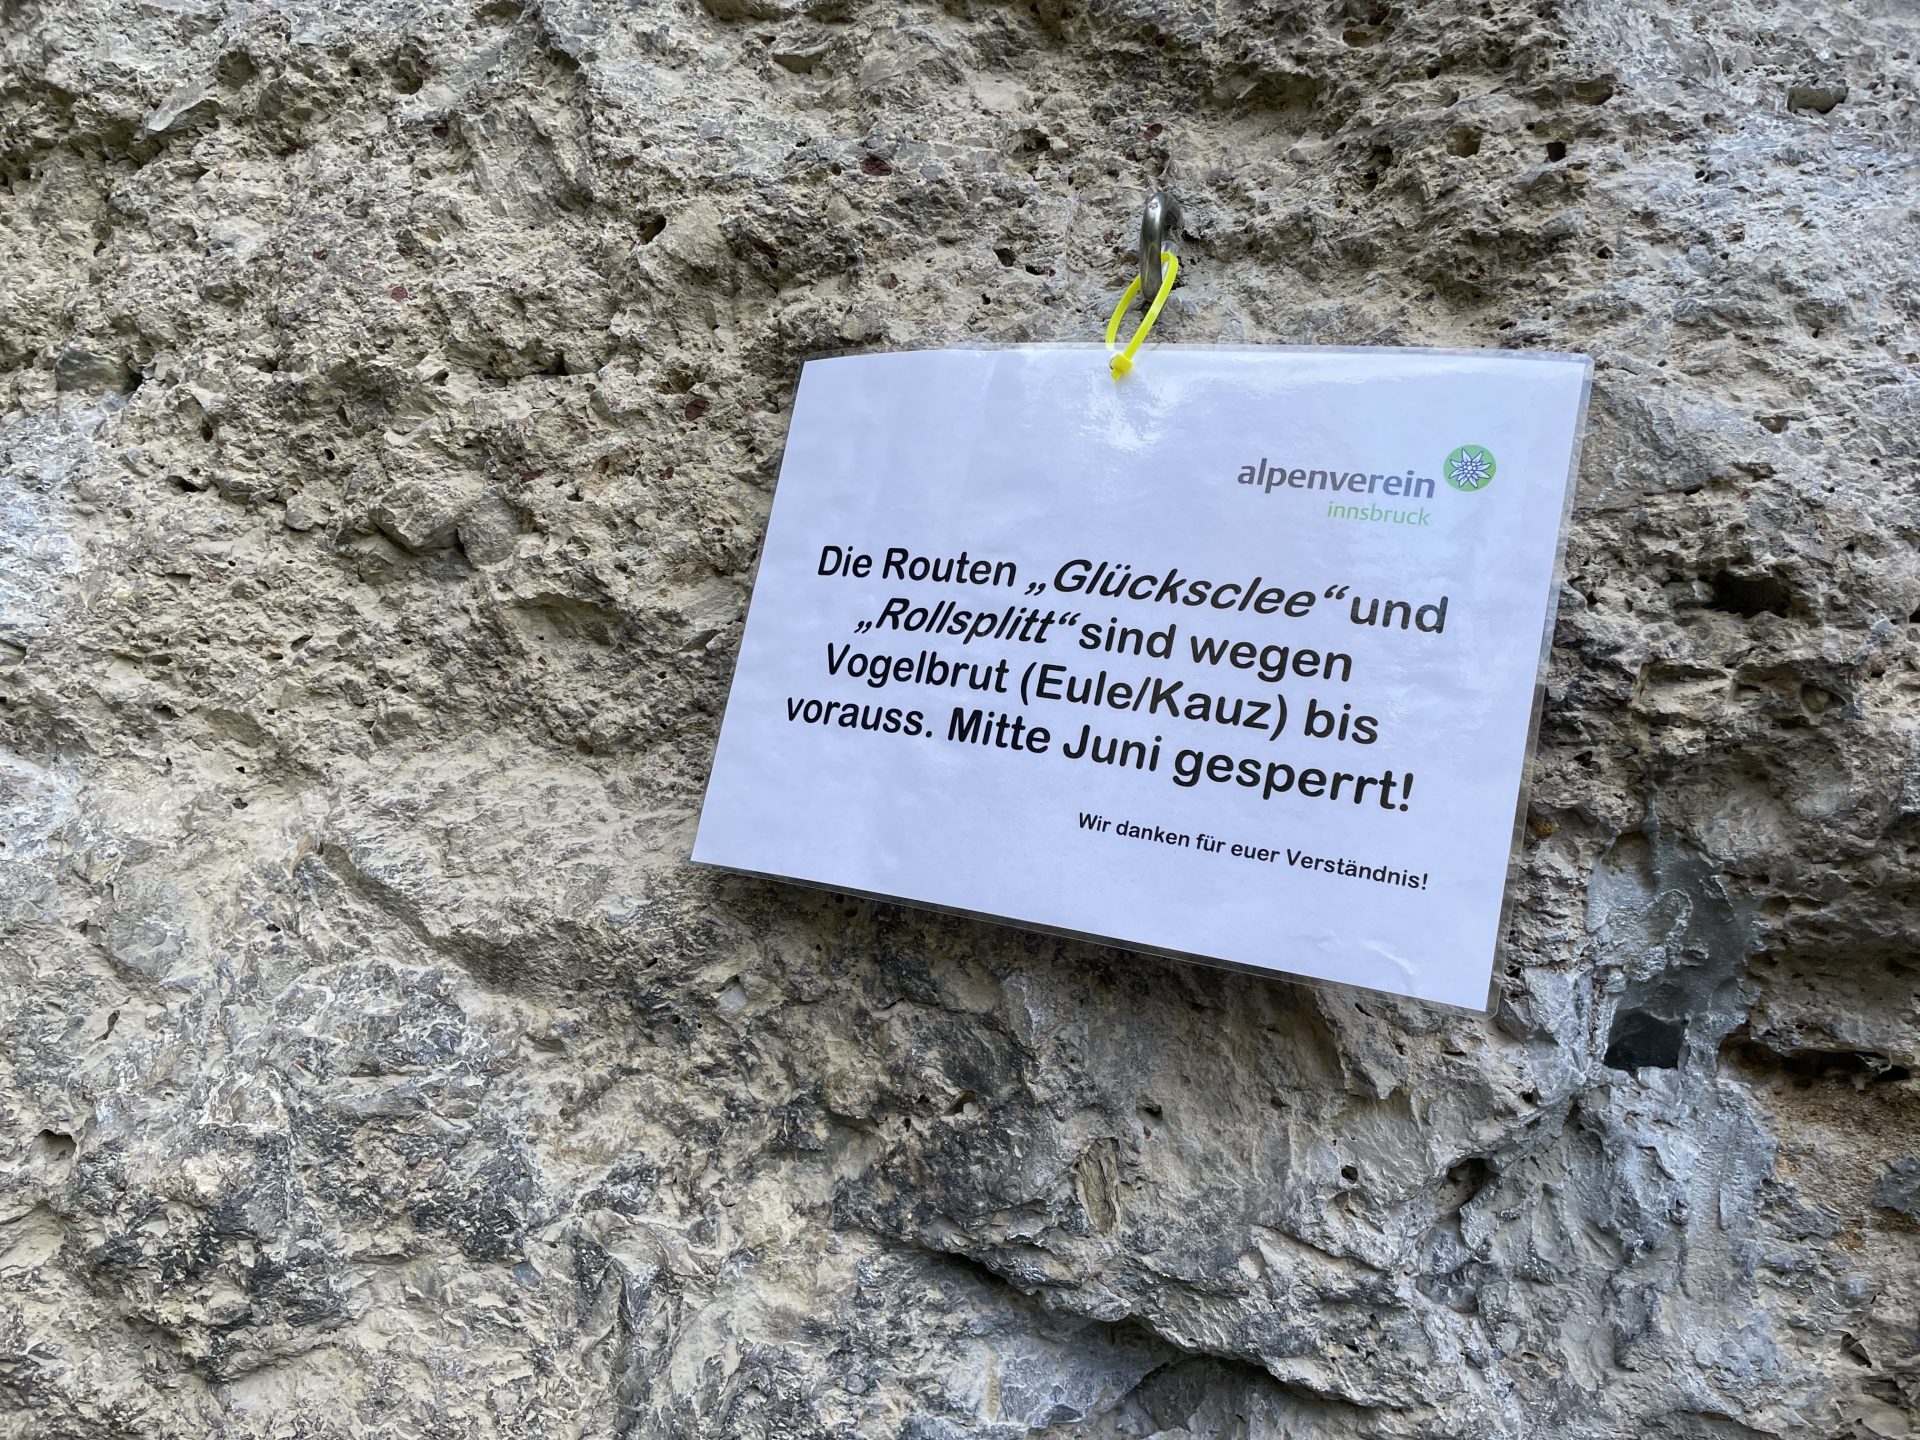 alpenverein
innsbruck
Die Routen „Glücksclee“ und
„Rollsplitt“ sind wegen
Vogelbrut (Eule/Kauz) bis
vorauss. Mitte Juni gesperrt!
Wir danken für euer Verständnis!